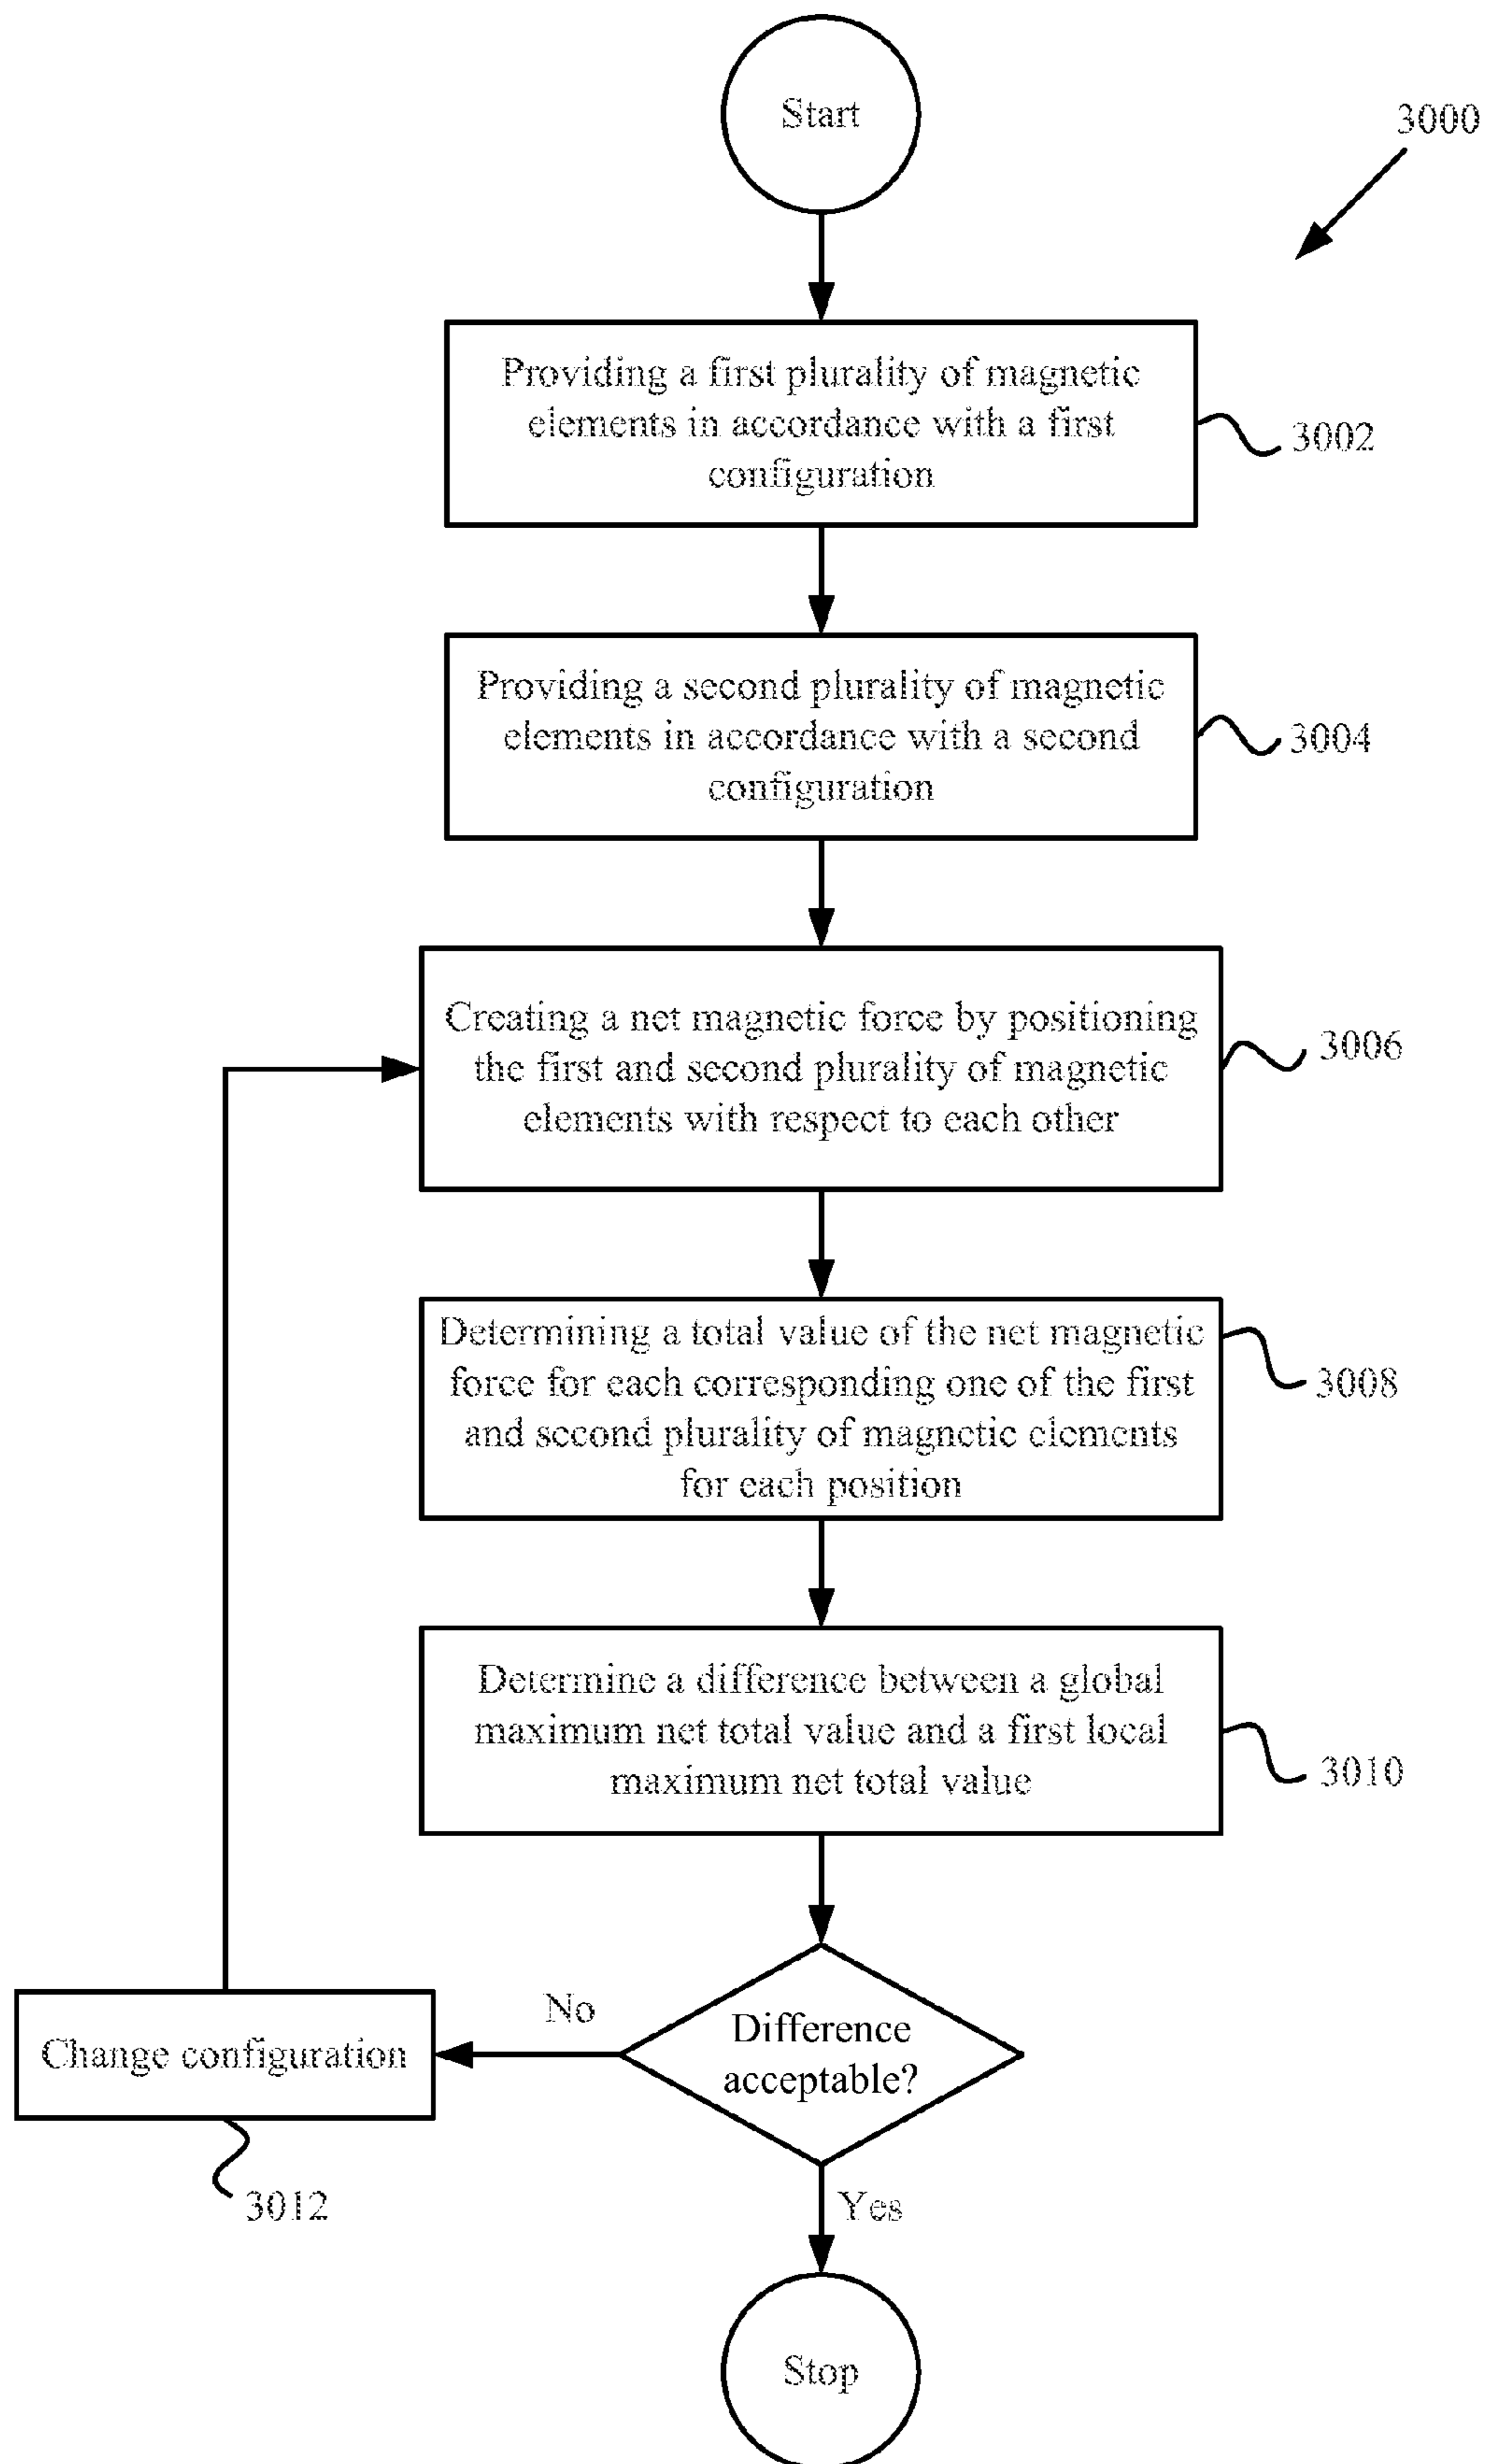 Start
3000
Providing a first plurality of magnetic
elements in accordance with a first
configuration
3002
Providing a second plurality of magnetic
elements in accordance with a second
configuration
3004
Creating a net magnetic force by positioning
the first and second plurality of magnetic
elements with respect to each other
3006
Determining a total value of the net magnetic
force for each corresponding one of the first
and second plurality of magnetic elements
for each position
3008
Determine a difference between a global
maximum net total value and a first local
maximum net total value
3010
Difference
acceptable?
No
Change configuration
3012
Yes
Stop